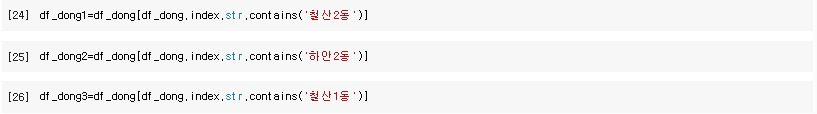 [24] df_dong1=df_dong[df_dong.index.str.contains('철산2동')]
[25] df_dong2=df_dong[df_dong.index.str.contains('하안2동')]
[26] df_dong3=df_dong[df_dong.index.str.contains('철산1동')]